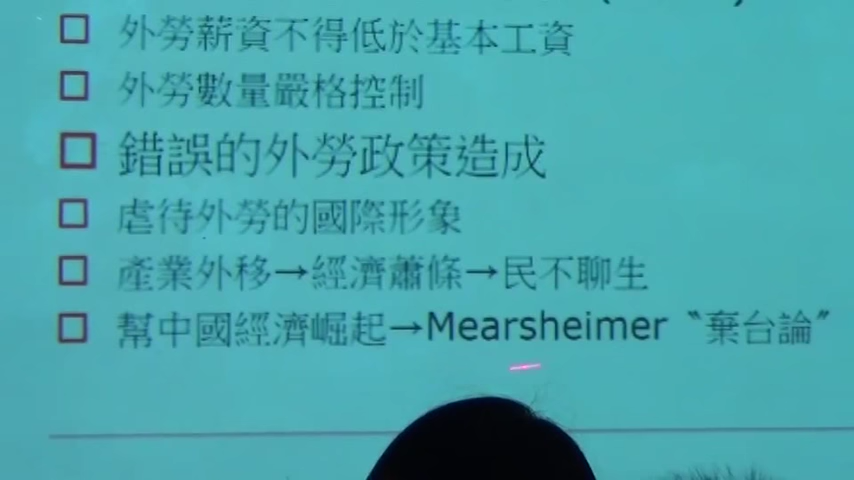 □ 外勞薪資不得低於基本工資
□ 外勞數量嚴格控制
□ 錯誤的外勞政策造成
□ 虐待外勞的國際形象
□ 產業外移→經濟蕭條→民不聊生
□ 幫中國經濟崛起→Mearsheimer〝棄台論〞